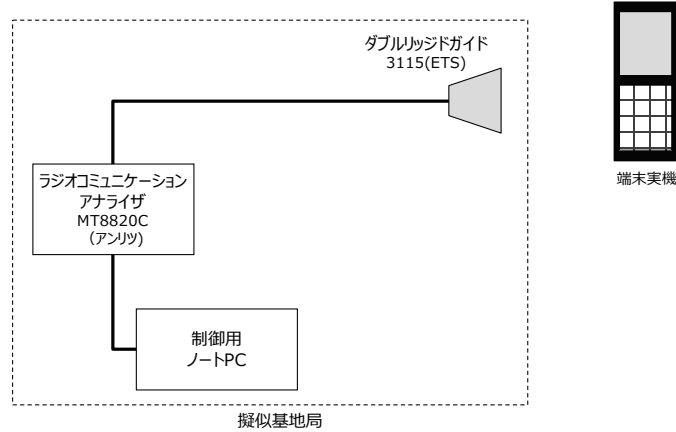 ダブルリッジドガイド
3115(ETS)
ラジオコミュニケーション
アナライザ
MT8820C
(アンリツ)
端末実機
制御用
ノートPC
擬似基地局